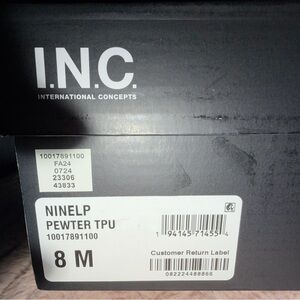 I.N.C.
INTERNATIONAL CONCEPTS
10017891100
FA24
0724
23306
43833
NINELP
PEWTER TPU
10017891100
8 M
1 94145 71455 4
Customer Return Label
082224488866